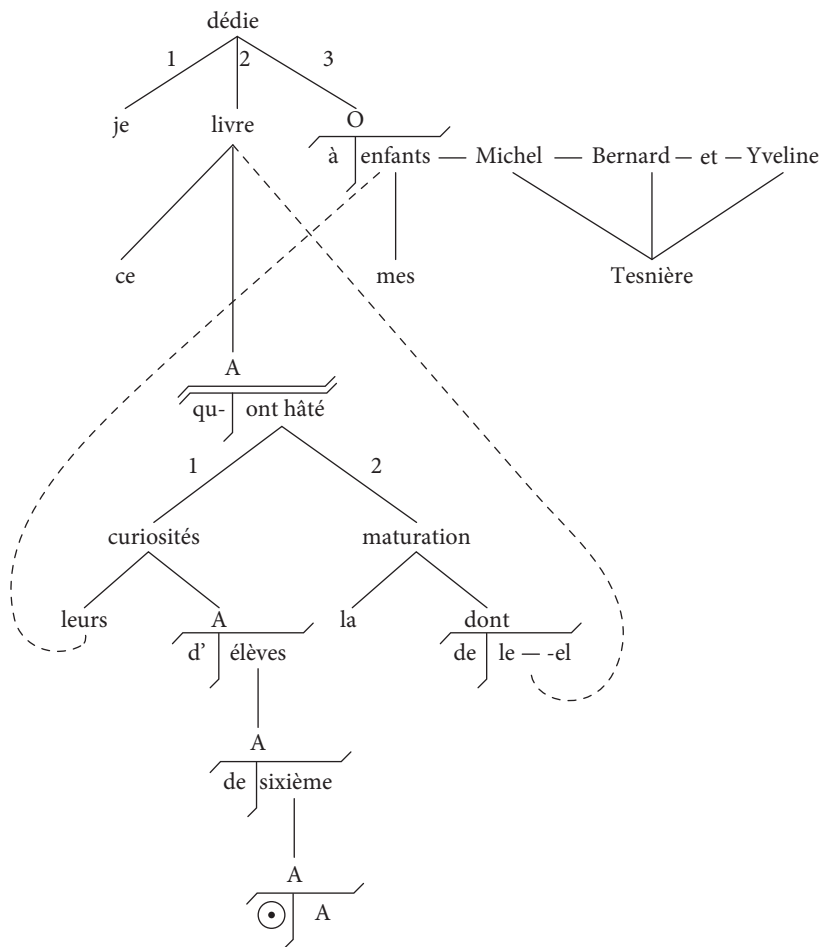 dédie
1 2 3
je livre O
à enfants — Michel — Bernard — et — Yveline
ce mes Tesnière
A
qu- ont hâté
1 2
curiosités maturation
leurs A la dont
d' élèves de le — -el
A
de sixième
A
A